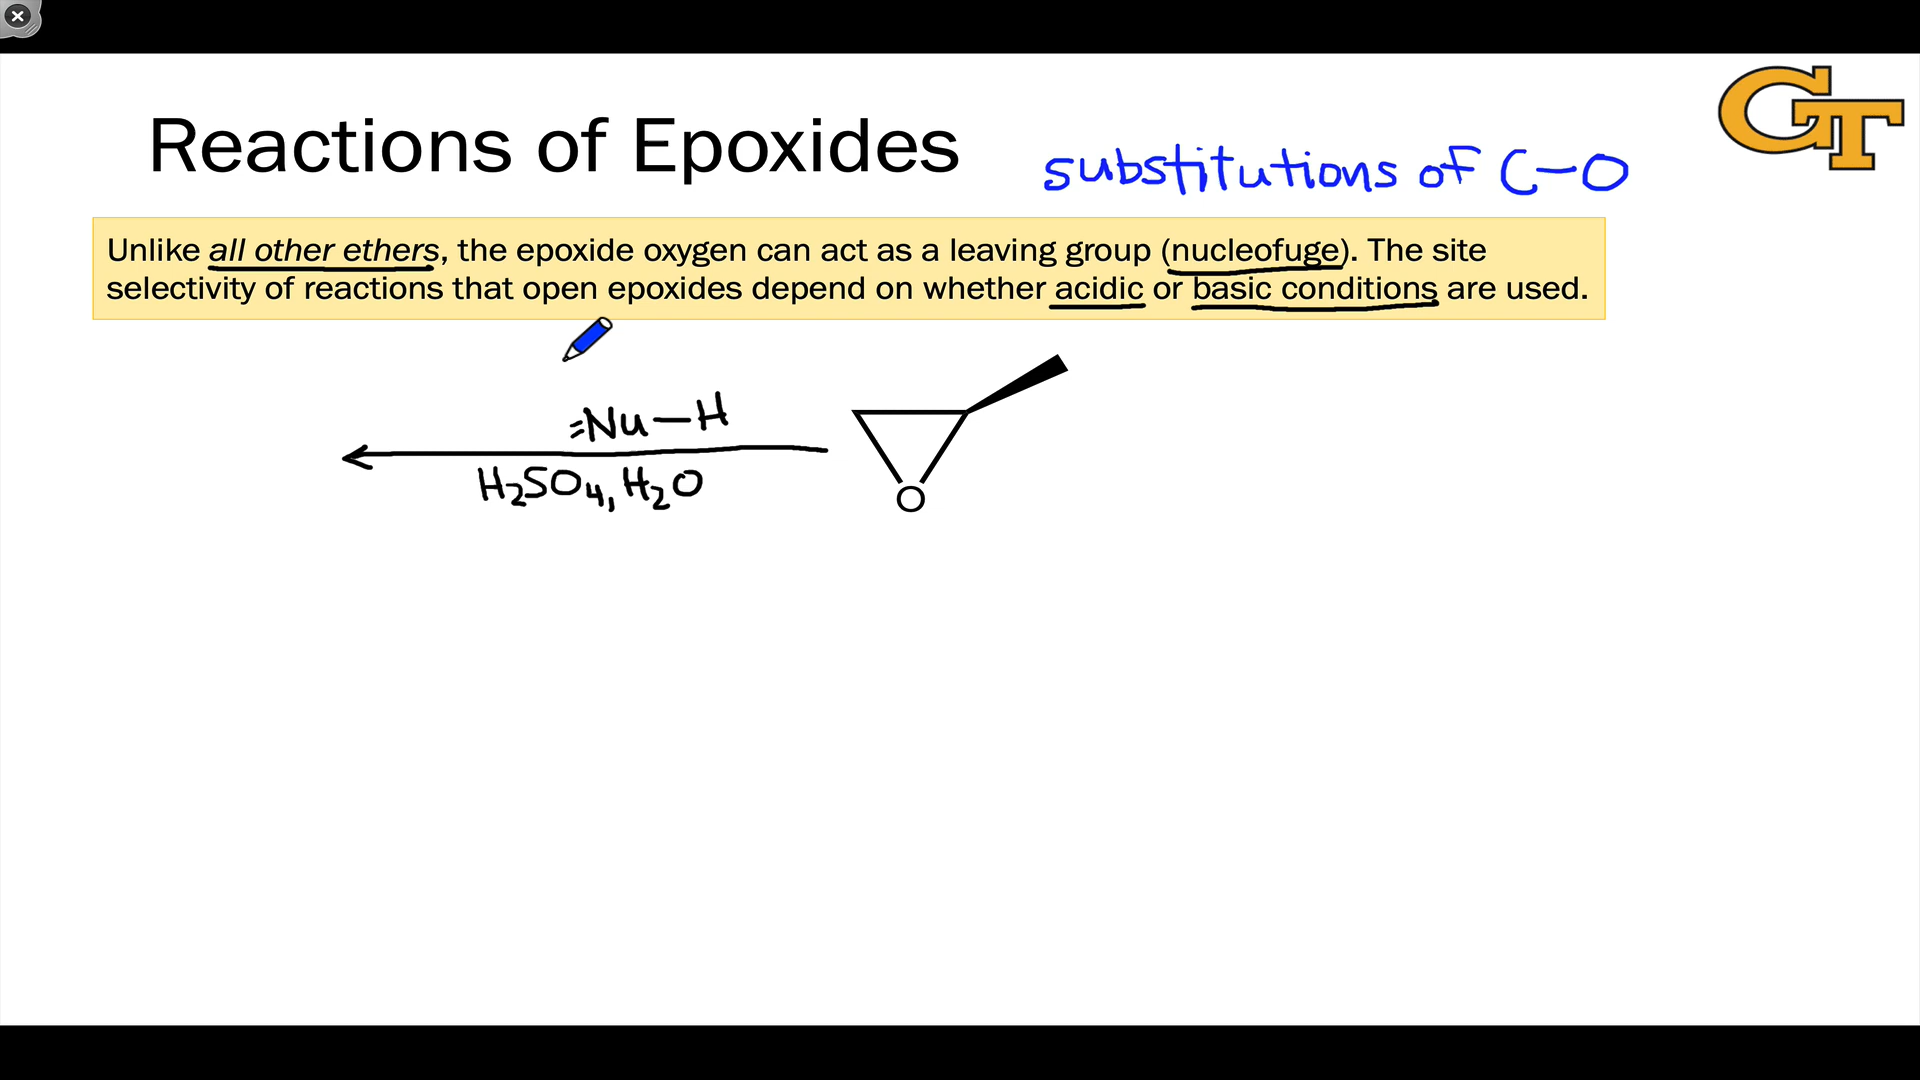 GT
Reactions of Epoxides
substitutions of C–O
Unlike all other ethers, the epoxide oxygen can act as a leaving group (nucleofuge). The site
selectivity of reactions that open epoxides depend on whether acidic or basic conditions are used.
:Nu–H
H₂SO₄, H₂O
O